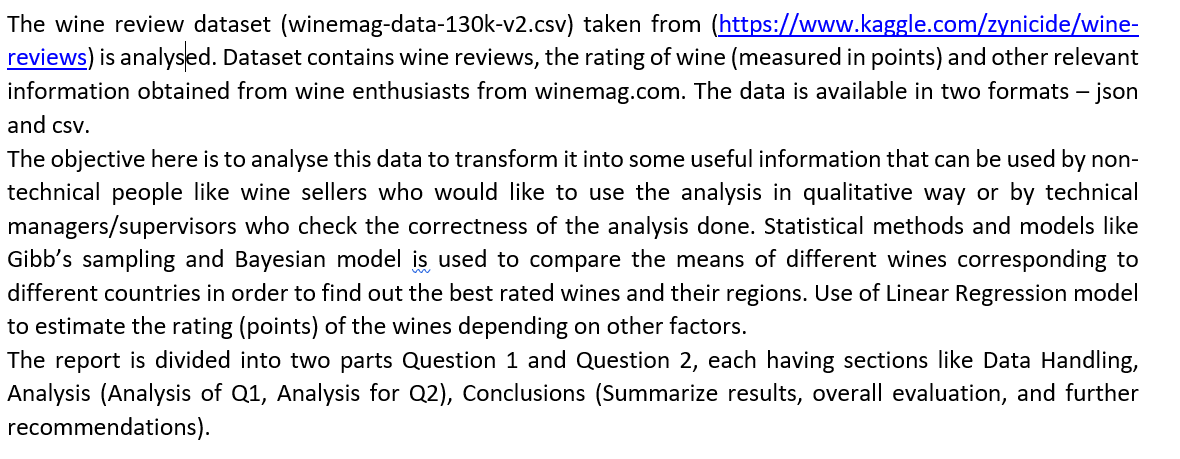 The wine review dataset (winemag-data-130k-v2.csv) taken from (https://www.kaggle.com/zynicide/wine-
reviews) is analysed. Dataset contains wine reviews, the rating of wine (measured in points) and other relevant
information obtained from wine enthusiasts from winemag.com. The data is available in two formats – json
and csv.
The objective here is to analyse this data to transform it into some useful information that can be used by non-
technical people like wine sellers who would like to use the analysis in qualitative way or by technical
managers/supervisors who check the correctness of the analysis done. Statistical methods and models like
Gibb’s sampling and Bayesian model is used to compare the means of different wines corresponding to
different countries in order to find out the best rated wines and their regions. Use of Linear Regression model
to estimate the rating (points) of the wines depending on other factors.
The report is divided into two parts Question 1 and Question 2, each having sections like Data Handling,
Analysis (Analysis of Q1, Analysis for Q2), Conclusions (Summarize results, overall evaluation, and further
recommendations).